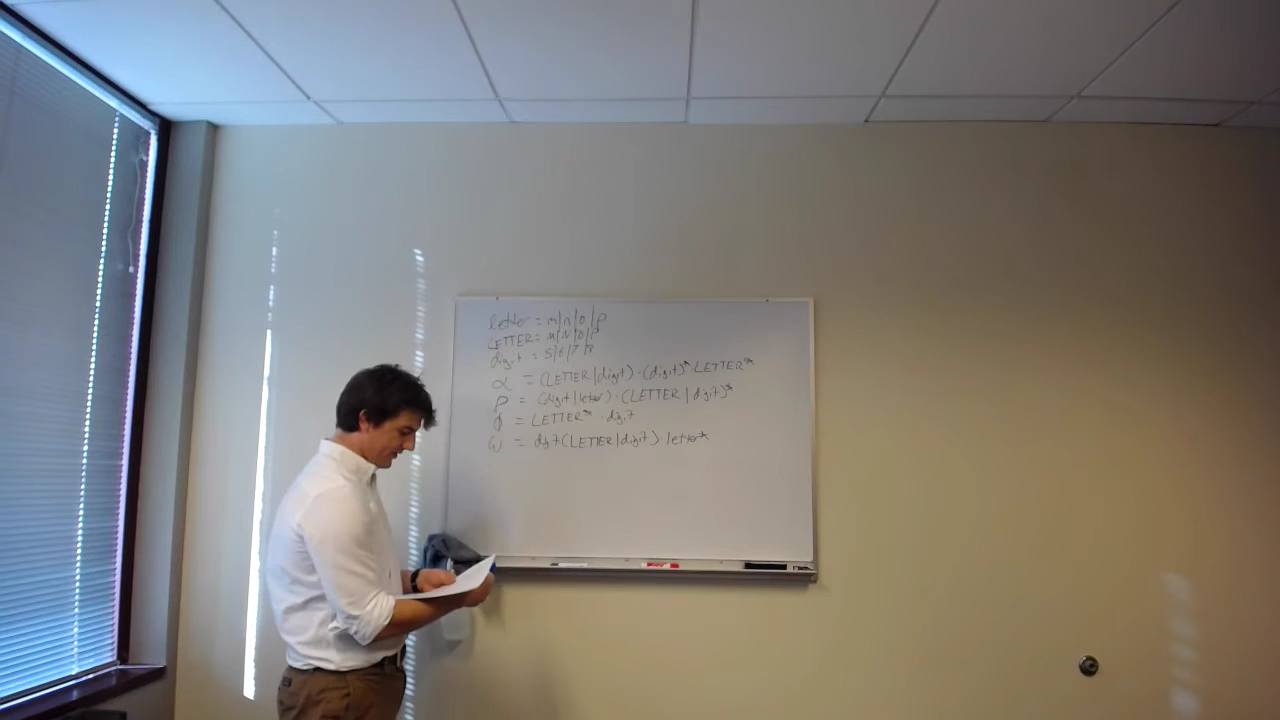 letter = m|n|o|p
LETTER = M|N|O|P
digit = 5|6|7|8
α = (LETTER|digit)·(digit)*·LETTER*
ρ = (digit|letter)·(LETTER|digit)*
ϕ = LETTER*·digit
ω = digit(LETTER|digit)·letter*